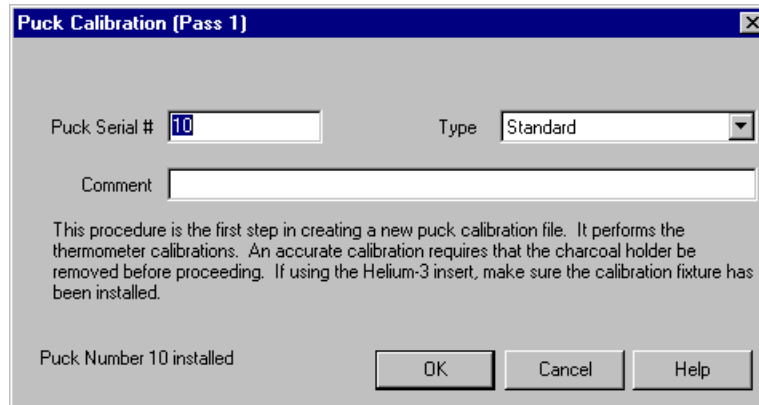 Puck Calibration (Pass 1)
Puck Serial # 10 Type Standard
Comment
This procedure is the first step in creating a new puck calibration file. It performs the
thermometer calibrations. An accurate calibration requires that the charcoal holder be
removed before proceeding. If using the Helium-3 insert, make sure the calibration fixture has
been installed.
Puck Number 10 installed OK Cancel Help